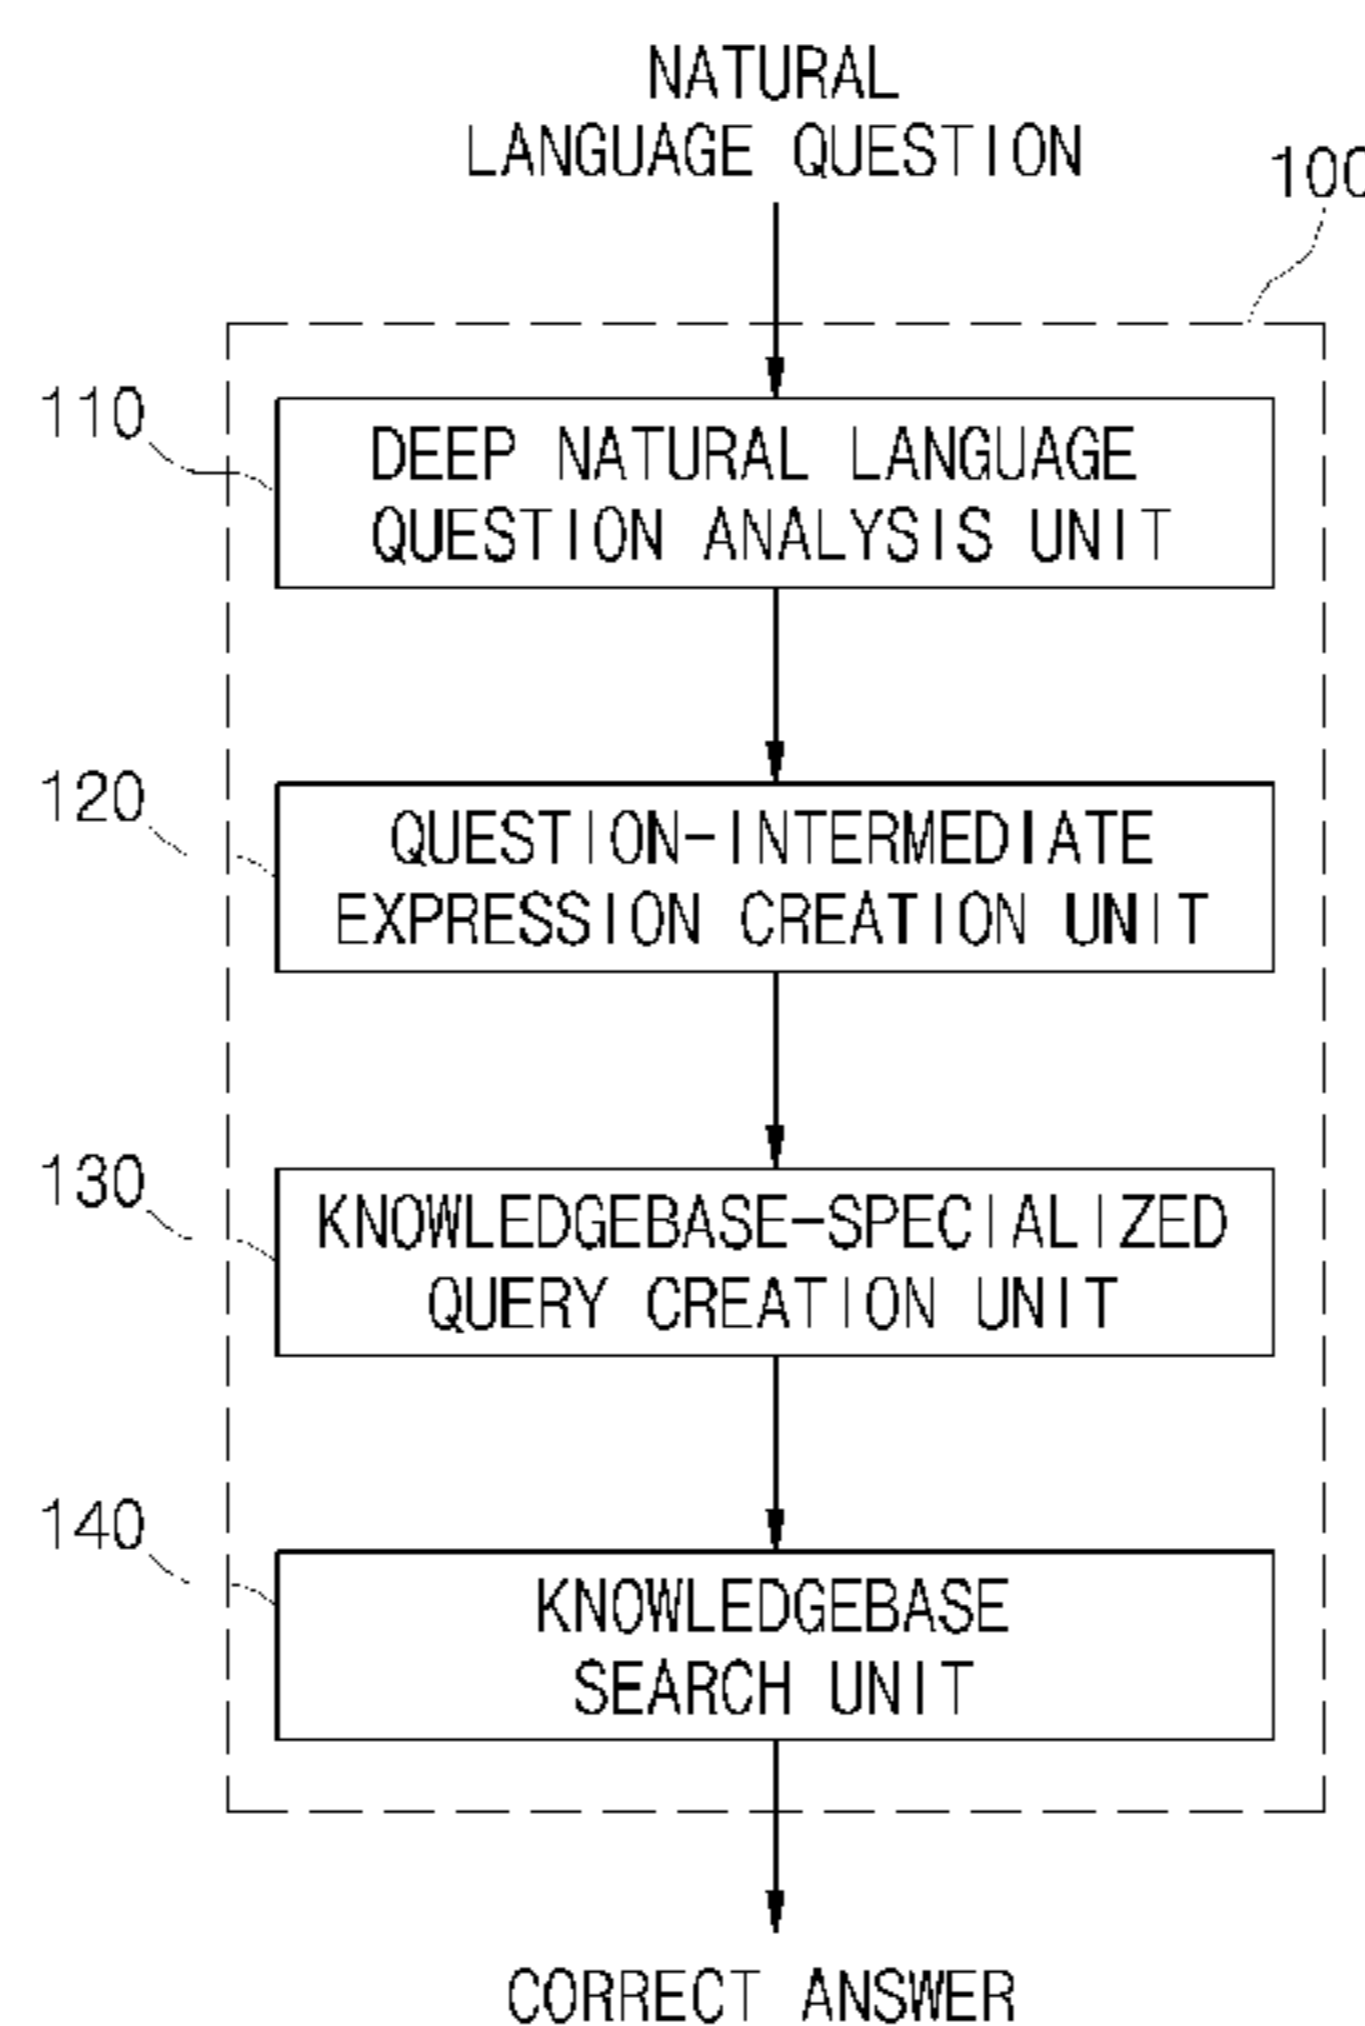 NATURAL
LANGUAGE QUESTION
100
110
DEEP NATURAL LANGUAGE
QUESTION ANALYSIS UNIT
120
QUESTION-INTERMEDIATE
EXPRESSION CREATION UNIT
130
KNOWLEDGEBASE-SPECIALIZED
QUERY CREATION UNIT
140
KNOWLEDGEBASE
SEARCH UNIT
CORRECT ANSWER